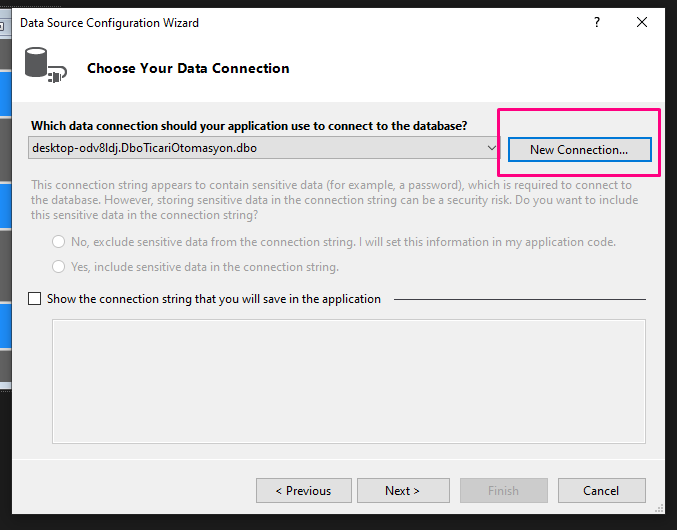 Data Source Configuration Wizard
?
Choose Your Data Connection
Which data connection should your application use to connect to the database?
desktop-odv8ldj.DboTicariOtomasyon.dbo
New Connection...
This connection string appears to contain sensitive data (for example, a password), which is required to connect to
the database. However, storing sensitive data in the connection string can be a security risk. Do you want to include
this sensitive data in the connection string?
No, exclude sensitive data from the connection string. I will set this information in my application code.
Yes, include sensitive data in the connection string.
Show the connection string that you will save in the application
< Previous
Next >
Finish
Cancel